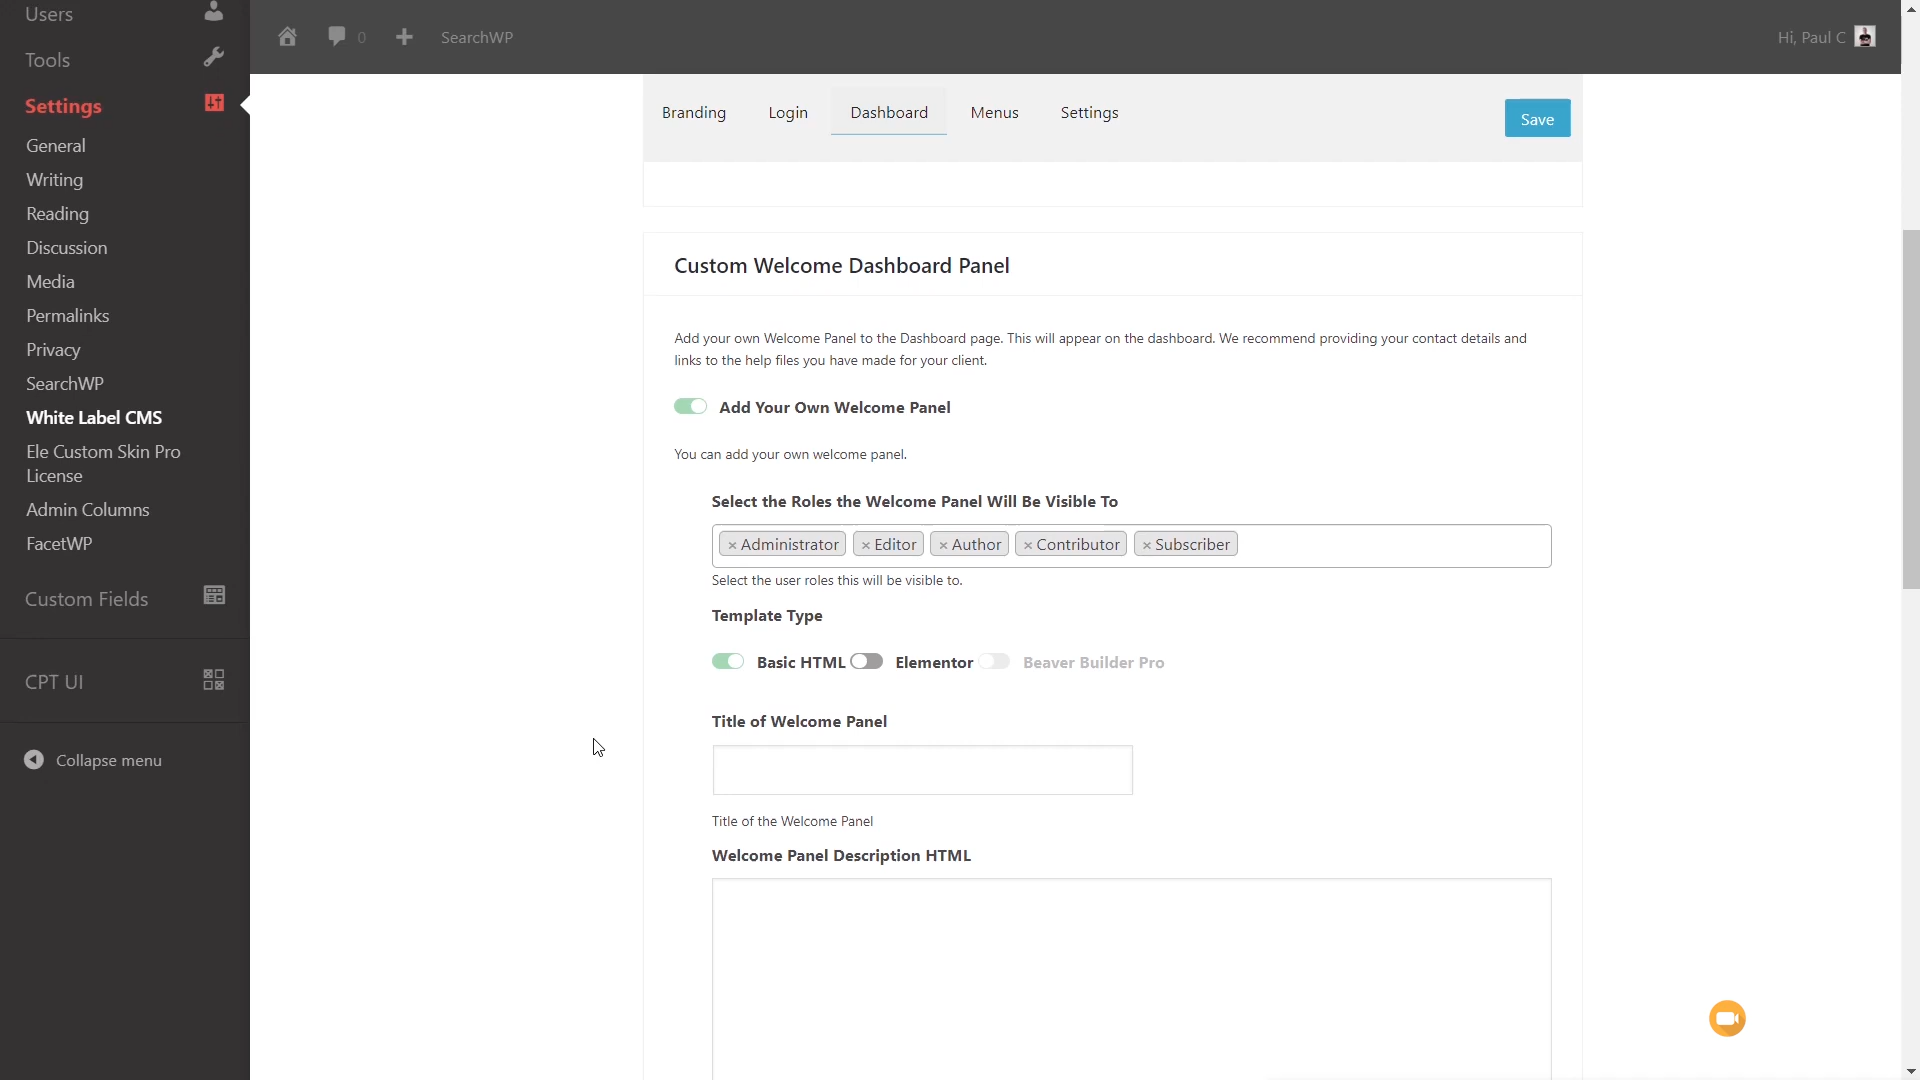 Users
Tools
Settings
General
Writing
Reading
Discussion
Media
Permalinks
Privacy
SearchWP
White Label CMS
Ele Custom Skin Pro
License
Admin Columns
FacetWP
Custom Fields
CPT UI
Collapse menu
0
SearchWP
Hi, Paul C
Branding
Login
Dashboard
Menus
Settings
Save
Custom Welcome Dashboard Panel
Add your own Welcome Panel to the Dashboard page. This will appear on the dashboard. We recommend providing your contact details and
links to the help files you have made for your client.
Add Your Own Welcome Panel
You can add your own welcome panel.
Select the Roles the Welcome Panel Will Be Visible To
× Administrator × Editor × Author × Contributor × Subscriber
Select the user roles this will be visible to.
Template Type
Basic HTML Elementor Beaver Builder Pro
Title of Welcome Panel
Title of the Welcome Panel
Welcome Panel Description HTML